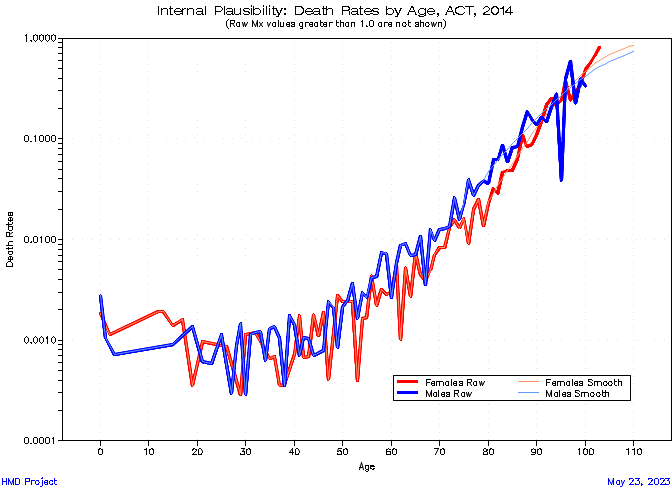 Internal Plausibility: Death Rates by Age, ACT, 2014
(Raw Mx values greater than 1.0 are not shown)
1.0000
0.1000
0.0100
0.0010
0.0001
Death Rates
0 10 20 30 40 50 60 70 80 90 100 110
Age
Females Raw Females Smooth
Males Raw Males Smooth
HMD Project May 23, 2023